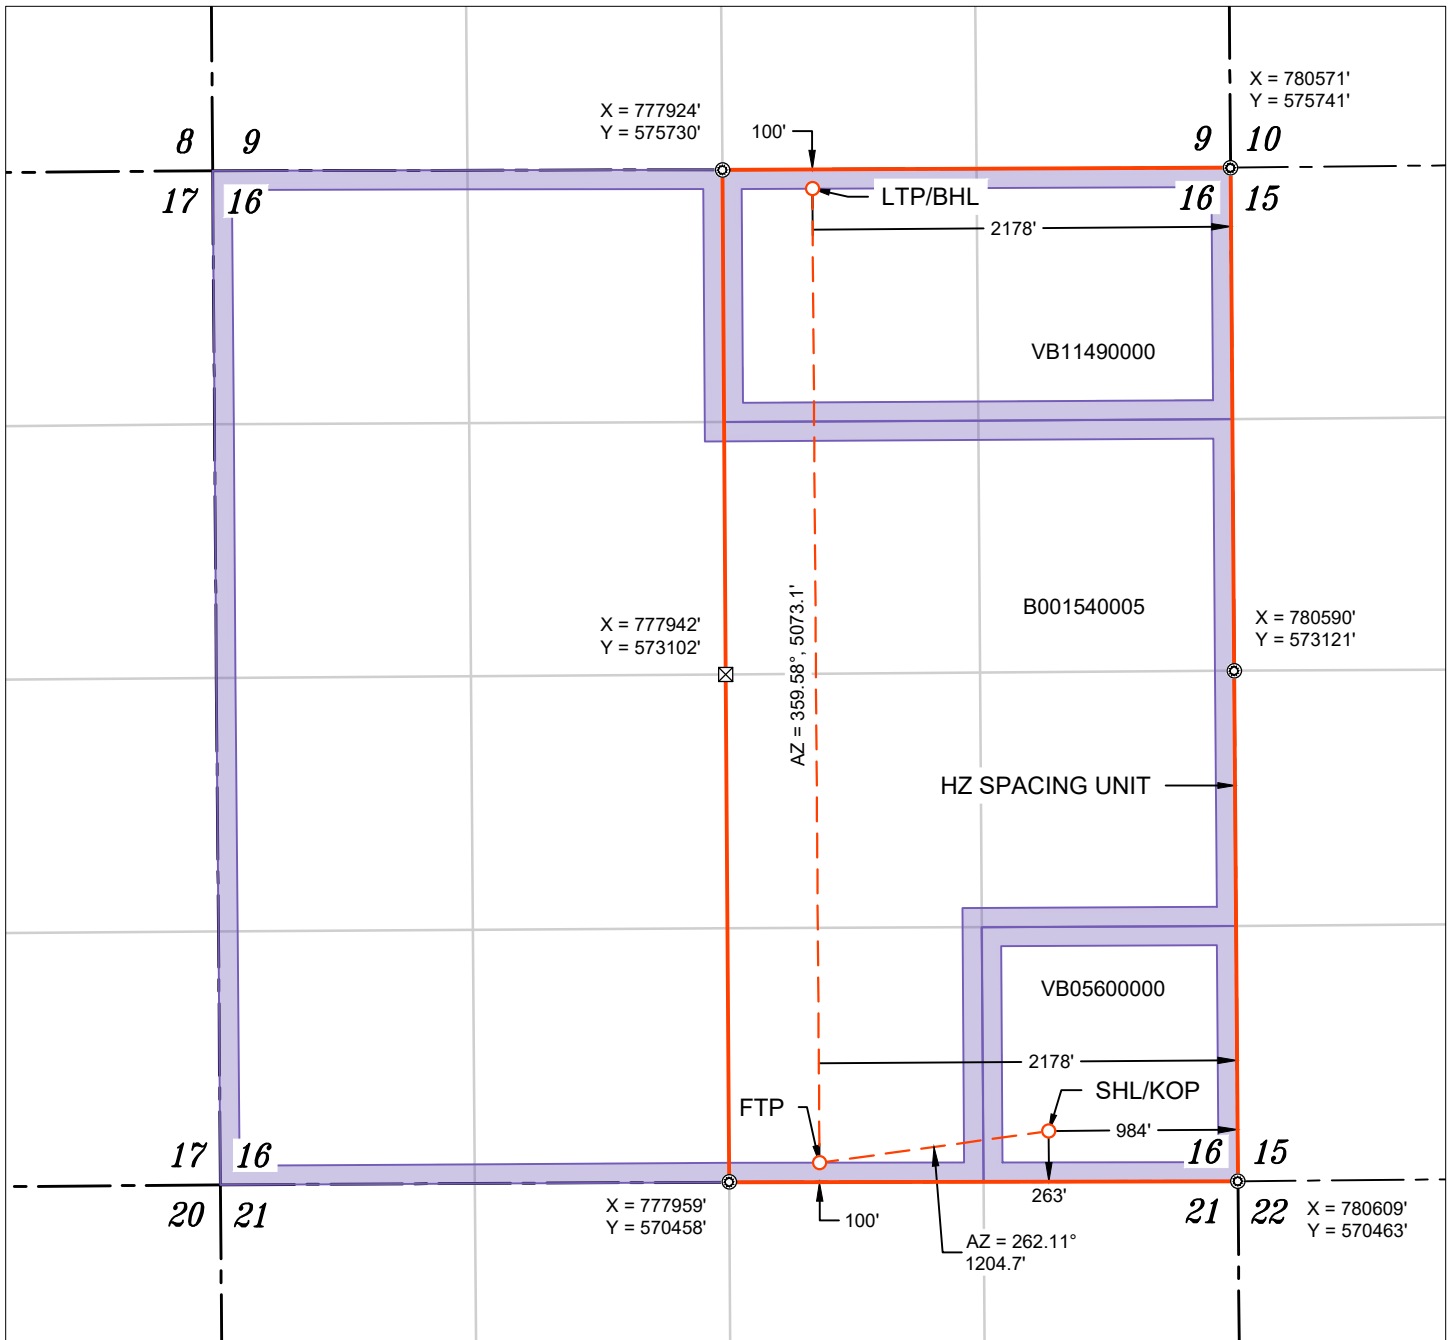 X = 780571'
Y = 575741'
X = 777924'
Y = 575730'
100'
8 9
9 10
17 16
16 15
LTP/BHL
2178'
VB11490000
B001540005
AZ = 359.58°, 5073.1'
X = 777942'
Y = 573102'
X = 780590'
Y = 573121'
HZ SPACING UNIT
VB05600000
2178'
FTP
SHL/KOP
984'
17 16
16 15
263'
20 21
21 22
X = 777959'
Y = 570458'
100'
X = 780609'
Y = 570463'
AZ = 262.11°
1204.7'